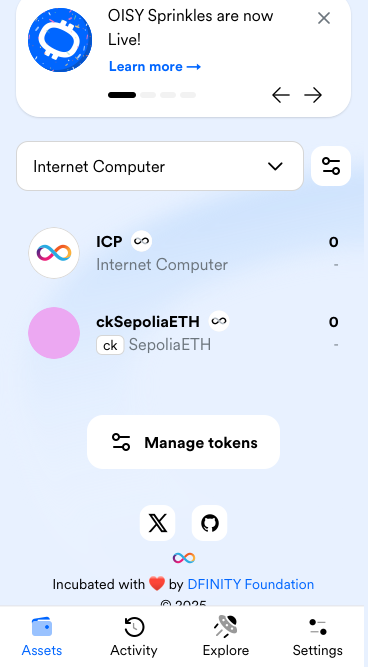 OISY Sprinkles are now
Live!
Learn more →
Internet Computer
ICP
0
Internet Computer
-
ckSepoliaETH
0
ck SepoliaETH
-
Manage tokens
Incubated with ❤️ by DFINITY Foundation
© 2025
Assets
Activity
Explore
Settings